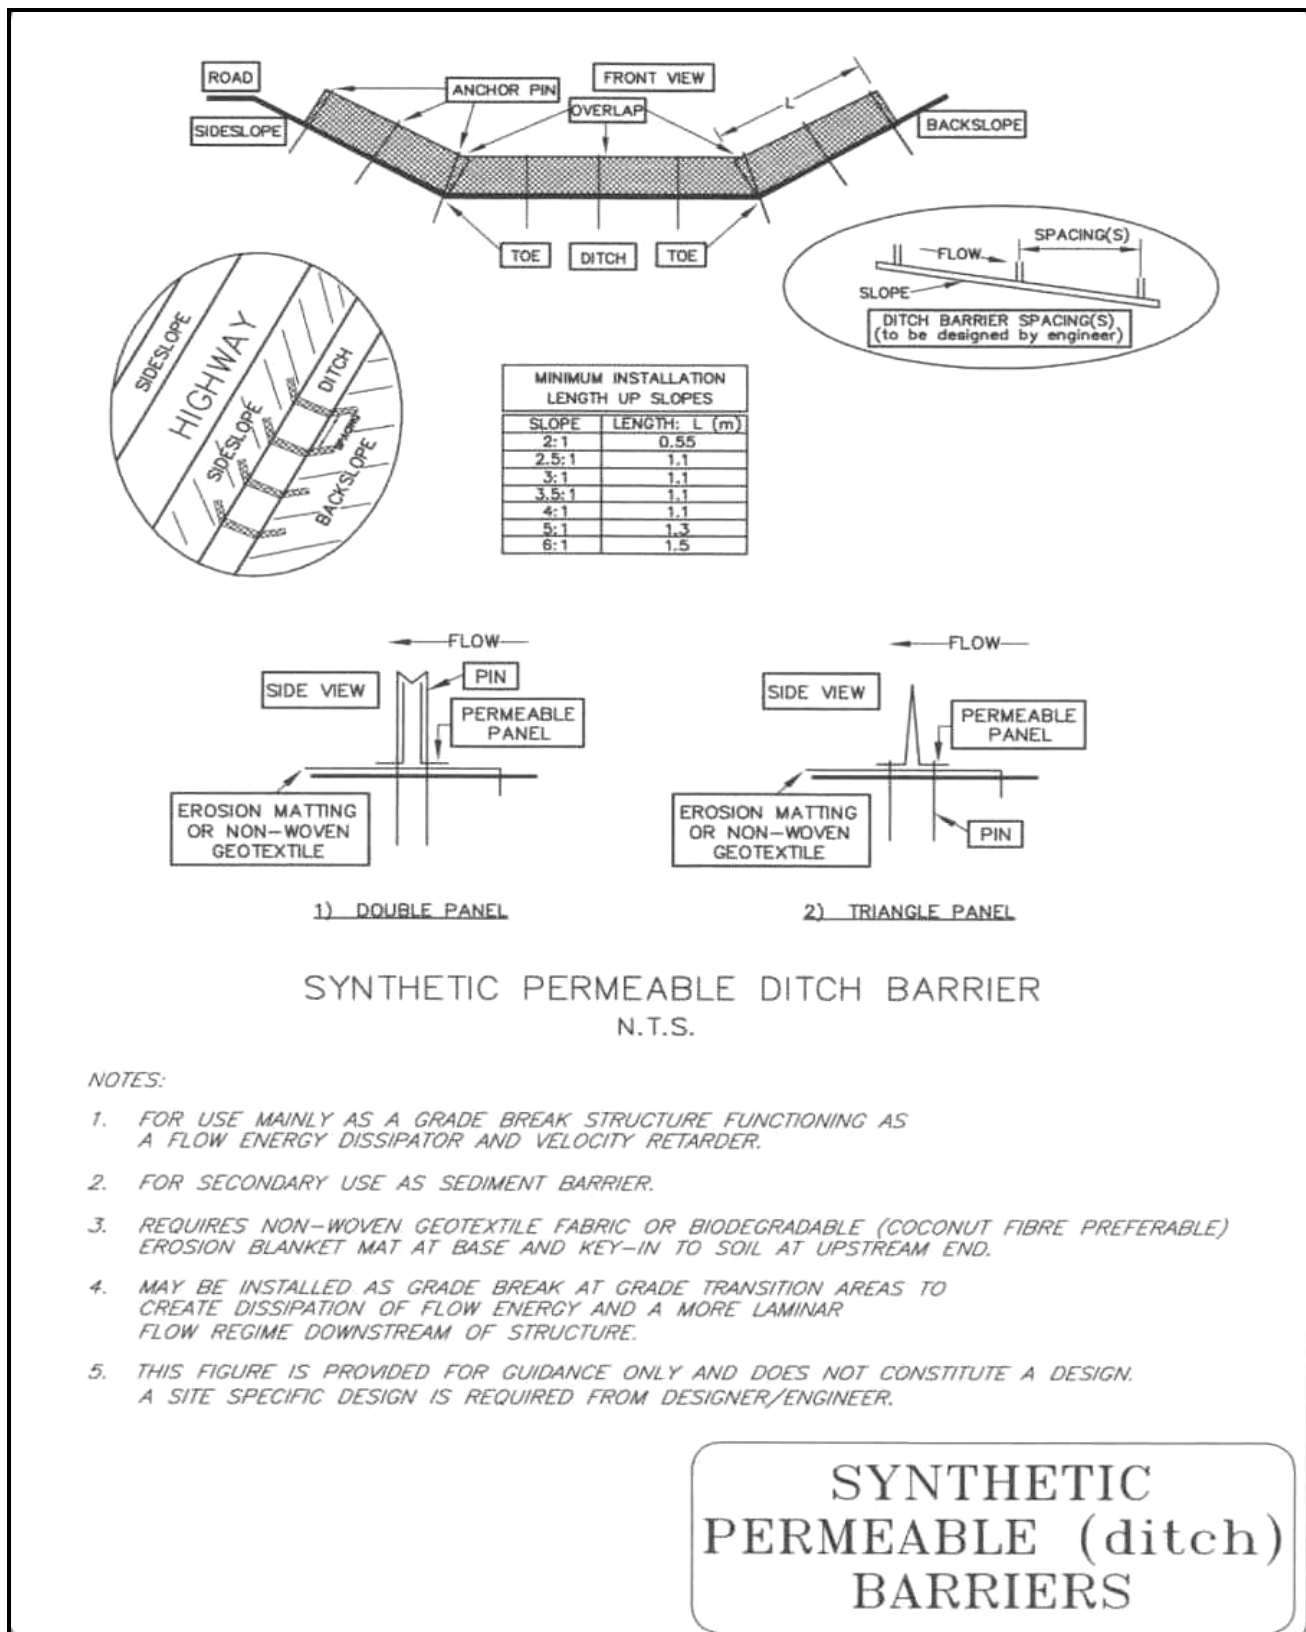 ROAD
ANCHOR PIN
FRONT VIEW
L
OVERLAP
SIDESLOPE
BACKSLOPE
TOE
DITCH
TOE
SPACING(S)
FLOW
SLOPE
DITCH BARRIER SPACING(S)
(to be designed by engineer)
SIDESLOPE
HIGHWAY
SIDESLOPE
DITCH
SPACING
BACKSLOPE
MINIMUM INSTALLATION
LENGTH UP SLOPES
SLOPE LENGTH: L (m)
2:1 0.55
2.5:1 1.1
3:1 1.1
3.5:1 1.1
4:1 1.1
5:1 1.3
6:1 1.5
FLOW
SIDE VIEW
PIN
PERMEABLE
PANEL
EROSION MATTING
OR NON-WOVEN
GEOTEXTILE
1) DOUBLE PANEL
FLOW
SIDE VIEW
PERMEABLE
PANEL
EROSION MATTING
OR NON-WOVEN
GEOTEXTILE
PIN
2) TRIANGLE PANEL
SYNTHETIC PERMEABLE DITCH BARRIER
N.T.S.
NOTES:
1. FOR USE MAINLY AS A GRADE BREAK STRUCTURE FUNCTIONING AS
A FLOW ENERGY DISSIPATOR AND VELOCITY RETARDER.
2. FOR SECONDARY USE AS SEDIMENT BARRIER.
3. REQUIRES NON-WOVEN GEOTEXTILE FABRIC OR BIODEGRADABLE (COCONUT FIBRE PREFERABLE)
EROSION BLANKET MAT AT BASE AND KEY-IN TO SOIL AT UPSTREAM END.
4. MAY BE INSTALLED AS GRADE BREAK AT GRADE TRANSITION AREAS TO
CREATE DISSIPATION OF FLOW ENERGY AND A MORE LAMINAR
FLOW REGIME DOWNSTREAM OF STRUCTURE.
5. THIS FIGURE IS PROVIDED FOR GUIDANCE ONLY AND DOES NOT CONSTITUTE A DESIGN.
A SITE SPECIFIC DESIGN IS REQUIRED FROM DESIGNER/ENGINEER.
SYNTHETIC
PERMEABLE (ditch)
BARRIERS